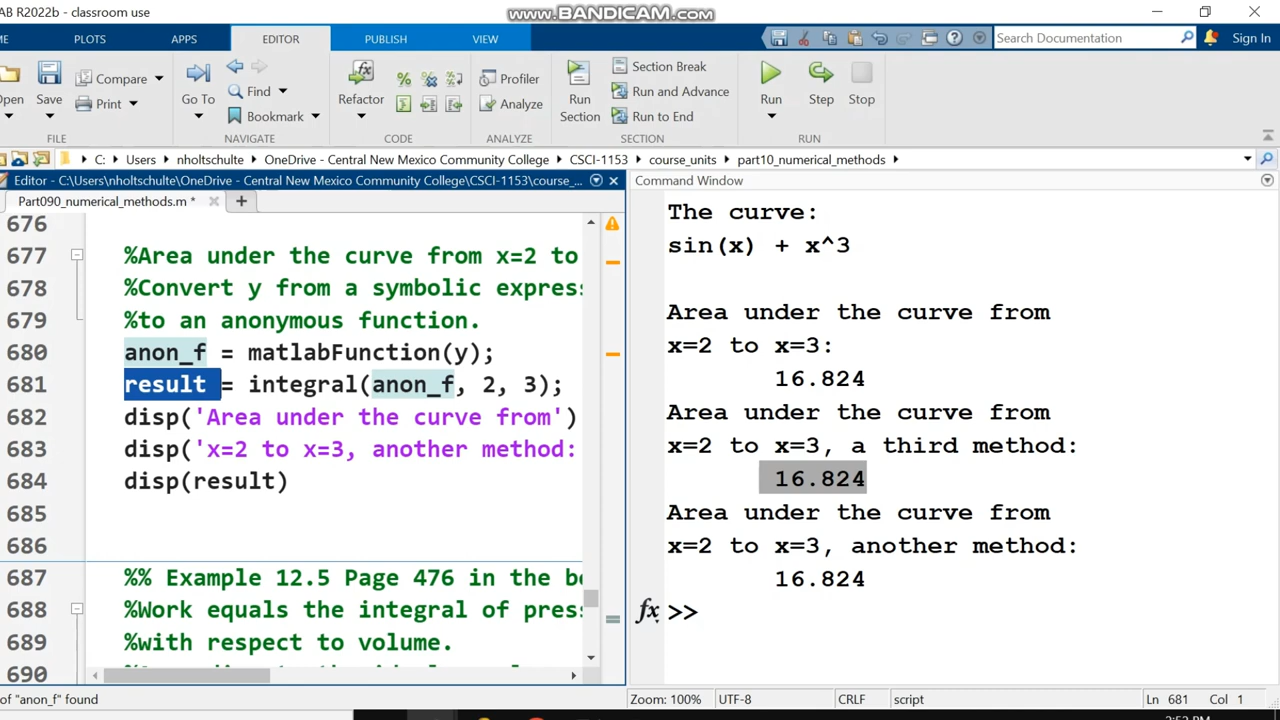 AB R2022b - classroom use
www.BANDICAM.com
ME PLOTS APPS EDITOR PUBLISH VIEW
Search Documentation
Sign In
Open
Save
Compare
Print
FILE
Go To
Find
Bookmark
NAVIGATE
Refactor
CODE
Profiler
Analyze
ANALYZE
Run Section
Section Break
Run and Advance
Run to End
SECTION
Run
Step
Stop
RUN
C: Users nholtschulte OneDrive - Central New Mexico Community College CSCI-1153 course_units part10_numerical_methods
Editor - C:\Users\nholtschulte\OneDrive - Central New Mexico Community College\CSCI-1153\course_...
Part090_numerical_methods.m *
676
677 %Area under the curve from x=2 to
678 %Convert y from a symbolic express
679 %to an anonymous function.
680 anon_f = matlabFunction(y);
681 result = integral(anon_f, 2, 3);
682 disp('Area under the curve from')
683 disp('x=2 to x=3, another method:
684 disp(result)
685
686
687 %% Example 12.5 Page 476 in the bo
688 %Work equals the integral of press
689 %with respect to volume.
690
Command Window
The curve:
sin(x) + x^3
Area under the curve from
x=2 to x=3:
16.824
Area under the curve from
x=2 to x=3, a third method:
16.824
Area under the curve from
x=2 to x=3, another method:
16.824
fx >>
of "anon_f" found
Zoom: 100% UTF-8 CRLF script Ln 681 Col 1